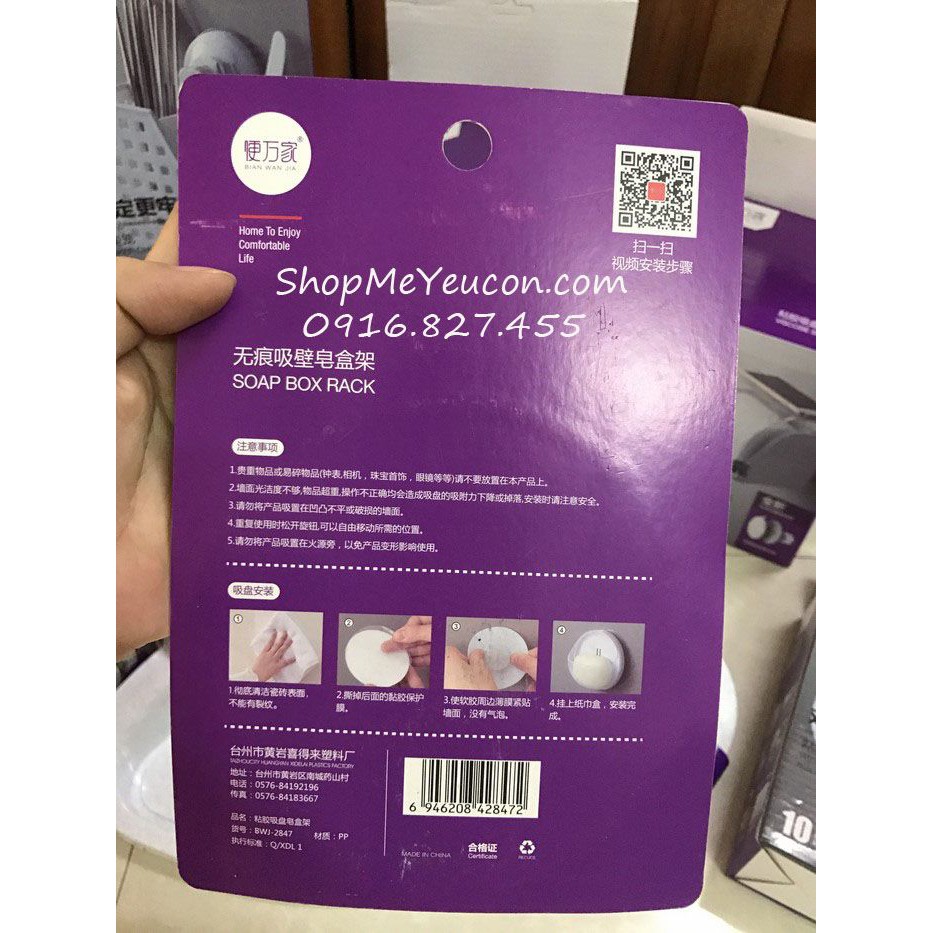 便万家®
BIAN WAN JIA
Home To Enjoy
Comfortable
Life
扫一扫
视频安装步骤
ShopMeYeucon.com
0916.827.455
无痕吸壁皂盒架
SOAP BOX RACK
注意事项
1.贵重物品或易碎物品(钟表,相机，珠宝首饰，眼镜等等)请不要放置在本产品上。
2.墙面光洁度不够,物品超重,操作不正确均会造成吸盘的吸附力下降或掉落,安装时请注意安全。
3.请勿将产品吸置在凹凸不平或破损的墙面。
4.重复使用时松开旋钮,可以自由移动所需的位置。
5.请勿将产品吸置在火源旁，以免产品变形影响使用。
吸盘安装
1
2
3
4
1.彻底清洁瓷砖表面，
不能有裂纹。
2.撕掉后面的黏胶保护
膜。
3.使软胶周边薄膜紧贴
墙面，没有气泡。
4.挂上纸巾盒，安装完
成。
台州市黄岩喜得来塑料厂
TAIZHOUCITY HUANGYAN XIDELAI PLASTICS FACTORY
地址：台州市黄岩区南城药山村
电话：0576-84192196
传真：0576-84183667
品名：粘胶吸盘皂盒架
货号：BWJ-2847 材质：PP
执行标准：Q/XDL 1
6 946208 428472
MADE IN CHINA
合格证
Certificate
定更牢
10